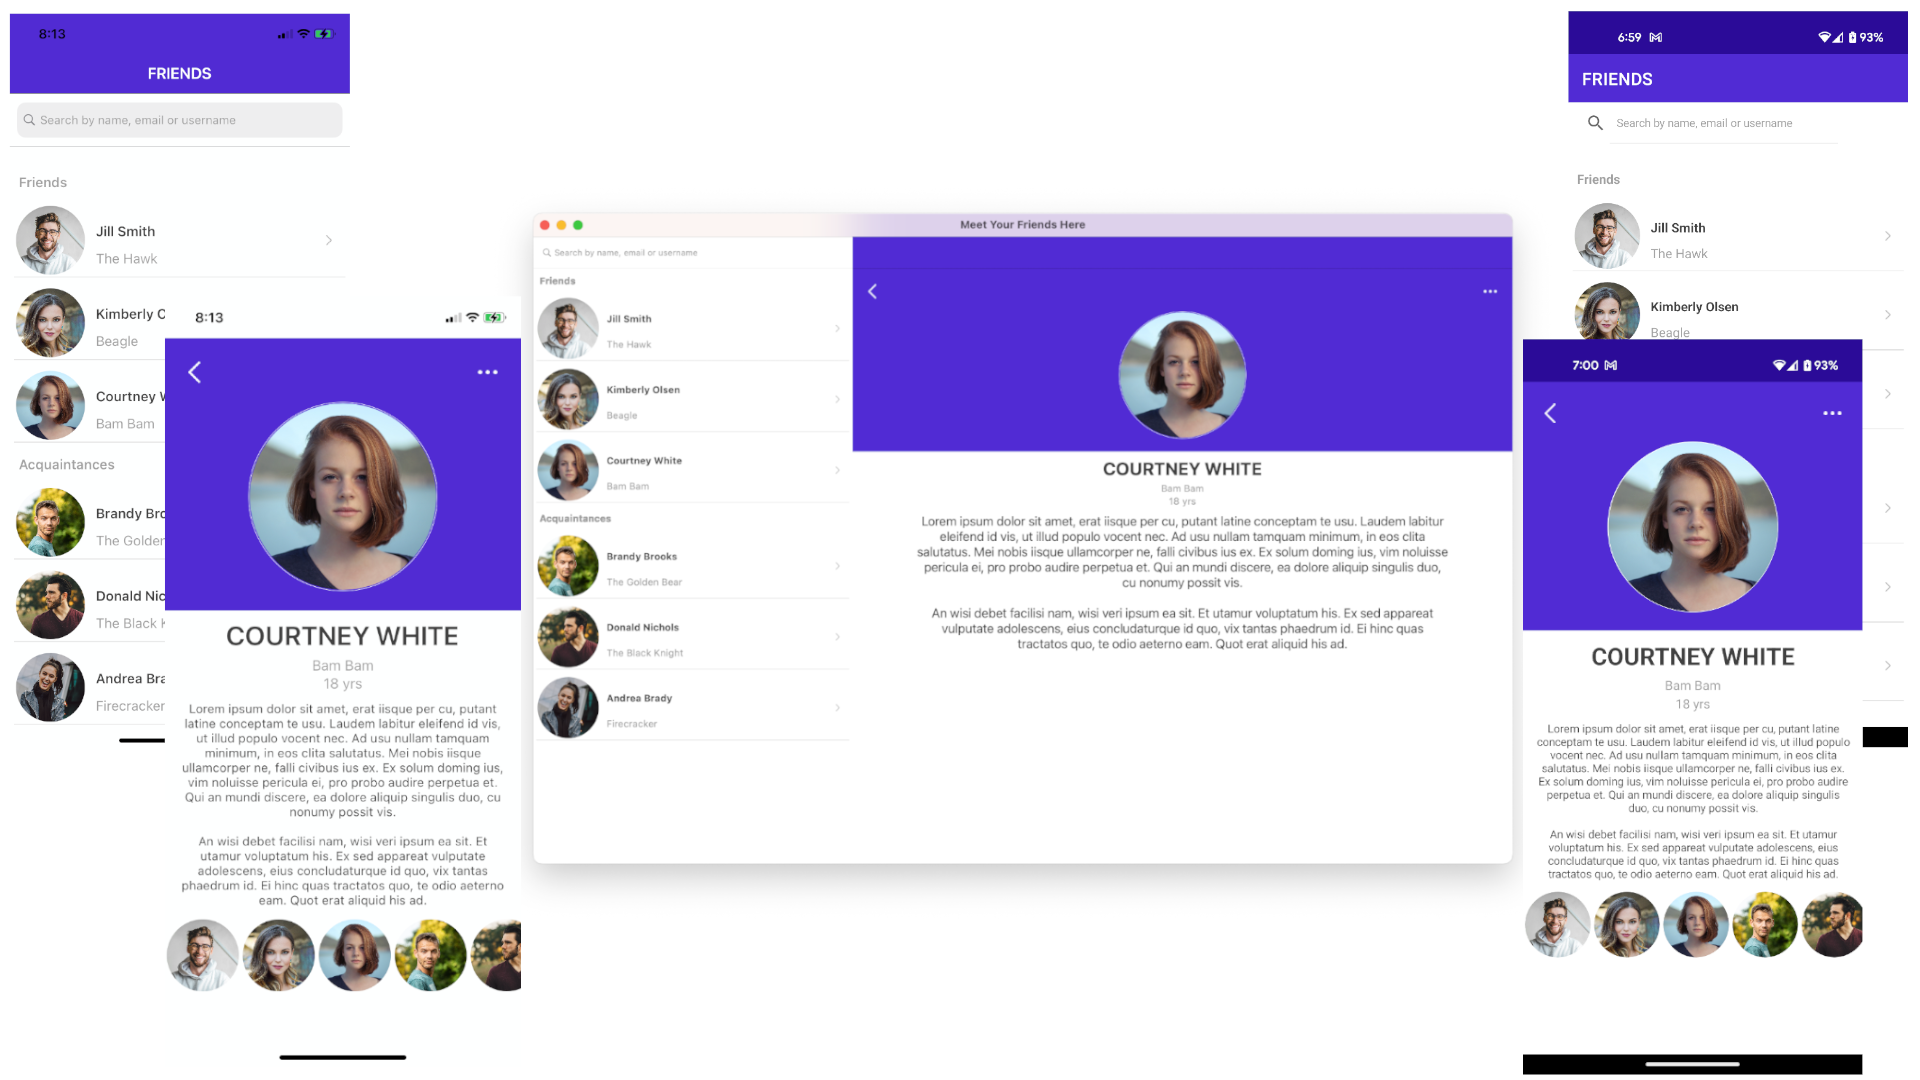 8:13
FRIENDS
Search by name, email or username
Friends
Jill Smith
The Hawk
Kimberly O
Beagle
Courtney W
Bam Bam
Acquaintances
Brandy Bro
The Golden
Donald Nic
The Black K
Andrea Bra
Firecracker
8:13
COURTNEY WHITE
Bam Bam
18 yrs
Lorem ipsum dolor sit amet, erat iisque per cu, putant
latine conceptam te usu. Laudem labitur eleifend id vis,
ut illud populo vocent nec. Ad usu nullam tamquam
minimum, in eos clita salutatus. Mei nobis iisque
ullamcorper ne, falli civibus ius ex. Ex solum doming ius,
vim noluisse pericula ei, pro probo audire perpetua et.
Qui an mundi discere, ea dolore aliquip singulis duo, cu
nonumy possit vis.
An wisi debet facilisi nam, wisi veri ipsum ea sit. Et
utamur voluptatum his. Ex sed appareat vulputate
adolescens, eius concludaturque id quo, vix tantas
phaedrum id. Ei hinc quas tractatos quo, te odio aeterno
eam. Quot erat aliquid his ad.
Meet Your Friends Here
Search by name, email or username
Friends
Jill Smith
The Hawk
Kimberly Olsen
Beagle
Courtney White
Bam Bam
Acquaintances
Brandy Brooks
The Golden Bear
Donald Nichols
The Black Knight
Andrea Brady
Firecracker
COURTNEY WHITE
Bam Bam
18 yrs
Lorem ipsum dolor sit amet, erat iisque per cu, putant latine conceptam te usu. Laudem labitur
eleifend id vis, ut illud populo vocent nec. Ad usu nullam tamquam minimum, in eos clita
salutatus. Mei nobis iisque ullamcorper ne, falli civibus ius ex. Ex solum doming ius, vim noluisse
pericula ei, pro probo audire perpetua et. Qui an mundi discere, ea dolore aliquip singulis duo,
cu nonumy possit vis.
An wisi debet facilisi nam, wisi veri ipsum ea sit. Et utamur voluptatum his. Ex sed appareat
vulputate adolescens, eius concludaturque id quo, vix tantas phaedrum id. Ei hinc quas
tractatos quo, te odio aeterno eam. Quot erat aliquid his ad.
6:59 93%
FRIENDS
Search by name, email or username
Friends
Jill Smith
The Hawk
Kimberly Olsen
Beagle
7:00 93%
COURTNEY WHITE
Bam Bam
18 yrs
Lorem ipsum dolor sit amet, erat iisque per cu, putant latine
conceptam te usu. Laudem labitur eleifend id vis, ut illud populo
vocent nec. Ad usu nullam tamquam minimum, in eos clita
salutatus. Mei nobis iisque ullamcorper ne, falli civibus ius ex.
Ex solum doming ius, vim noluisse pericula ei, pro probo audire
perpetua et. Qui an mundi discere, ea dolore aliquip singulis
duo, cu nonumy possit vis.
An wisi debet facilisi nam, wisi veri ipsum ea sit. Et utamur
voluptatum his. Ex sed appareat vulputate adolescens, eius
concludaturque id quo, vix tantas phaedrum id. Ei hinc quas
tractatos quo, te odio aeterno eam. Quot erat aliquid his ad.